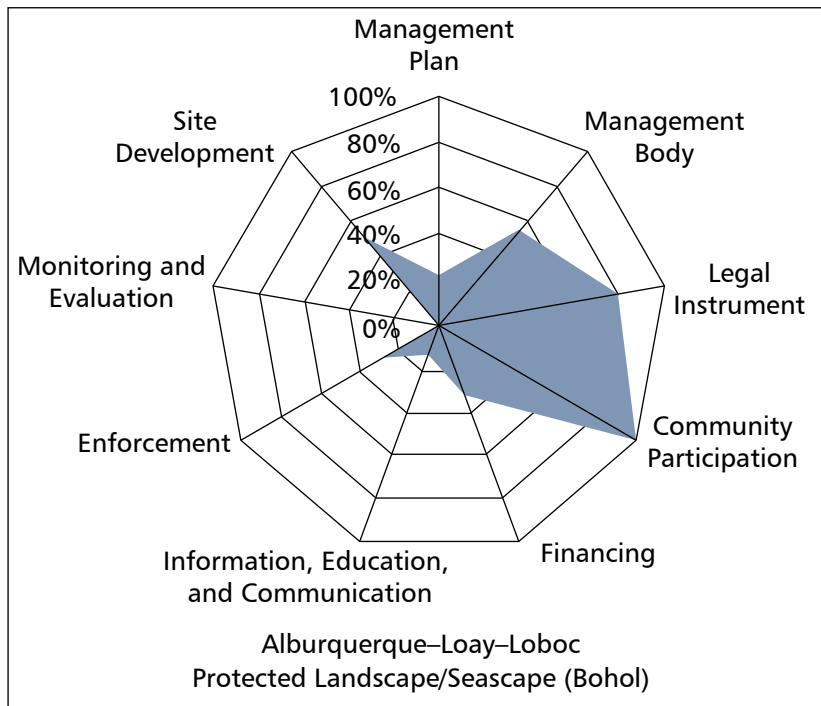 Management
Plan
100%
80%
60%
40%
20%
0%
Management
Body
Legal
Instrument
Community
Participation
Financing
Information, Education,
and Communication
Enforcement
Monitoring and
Evaluation
Site
Development
Alburquerque–Loay–Loboc
Protected Landscape/Seascape (Bohol)